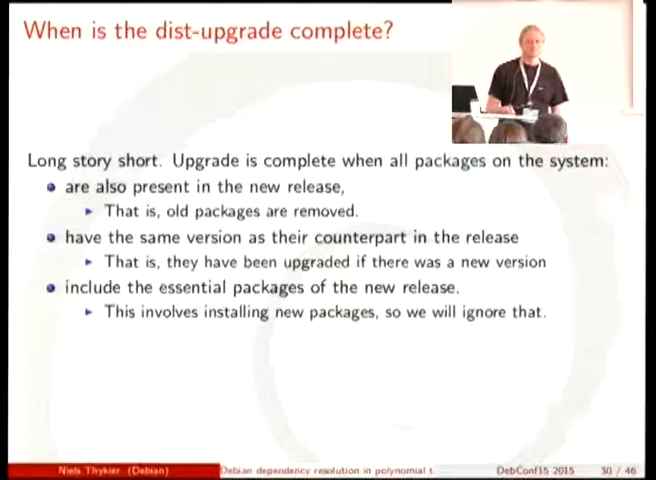 When is the dist-upgrade complete?
Long story short. Upgrade is complete when all packages on the system:
are also present in the new release,
That is, old packages are removed.
have the same version as their counterpart in the release
That is, they have been upgraded if there was a new version
include the essential packages of the new release.
This involves installing new packages, so we will ignore that.
Niels Thykier (Debian)
Debian dependency resolution in polynomial t
DebConf15 2015
30 / 46